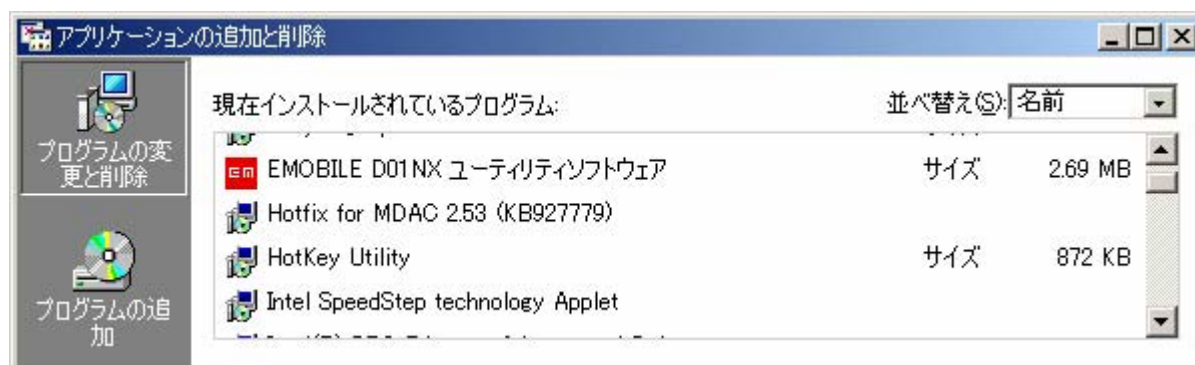 アプリケーションの追加と削除
プログラムの変
更と削除
プログラムの追
加
現在インストールされているプログラム:
並べ替え(S):
名前
EMOBILE D01NX ユーティリティソフトウェア サイズ 2.69 MB
Hotfix for MDAC 2.53 (KB927779)
HotKey Utility サイズ 872 KB
Intel SpeedStep technology Applet